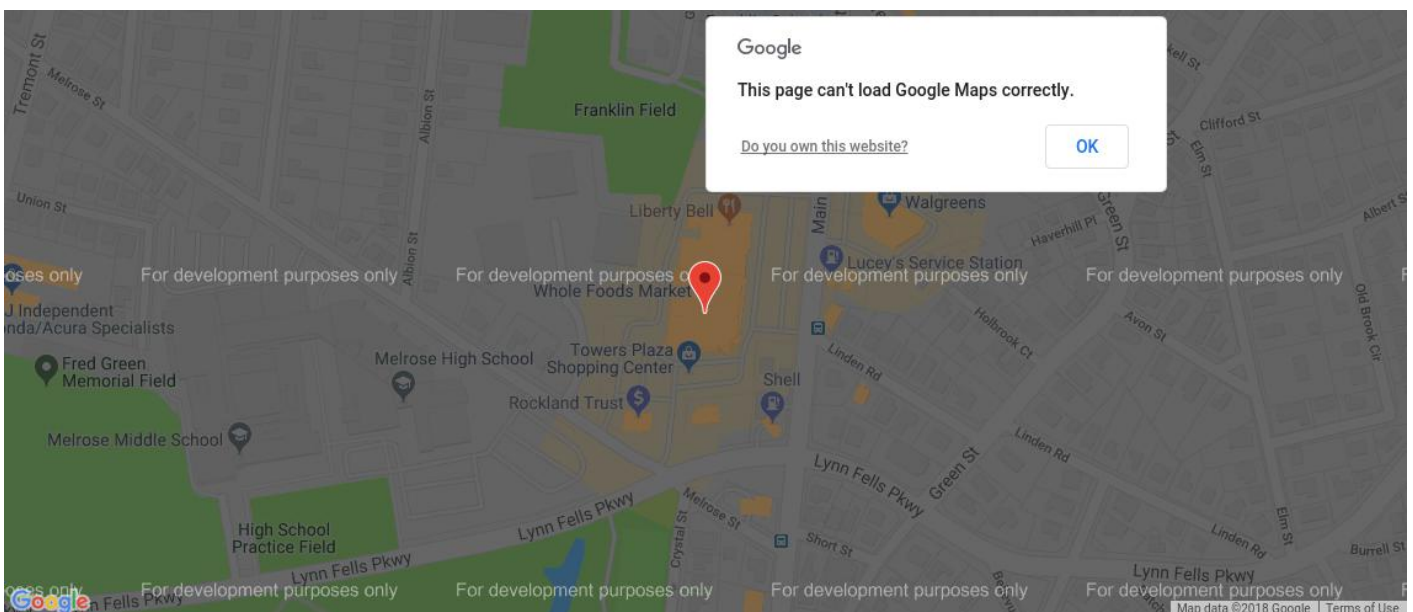 Google
This page can't load Google Maps correctly.
Do you own this website?
OK
Tremont St
Melrose St
Albion St
Franklin Field
Clifford St
Elm St
Union St
Liberty Bell
Main
Walgreens
Green St
Haverhill Pl
Albion St
Lucey's Service Station
For development purposes only
For development purposes only
For development purposes only
For development purposes only
Whole Foods Market
J Independent
onda/Acura Specialists
Holbrook Ct
Avon St
Old Brook Cir
Fred Green
Memorial Field
Melrose High School
Towers Plaza
Shopping Center
Linden Rd
Shell
Rockland Trust
Melrose Middle School
Linden Rd
Green St
Lynn Fells Pkwy
Melrose St
High School
Practice Field
Lynn Fells Pkwy
Crystal St
Short St
Elm St
Linden Rd
Burrell St
Lynn Fells Pkwy
Lynn Fells Pkwy
For development purposes only
For development purposes only
For development purposes only
For development purposes only
Google
n Fells Pkwy
Map data ©2018 Google
Terms of Use